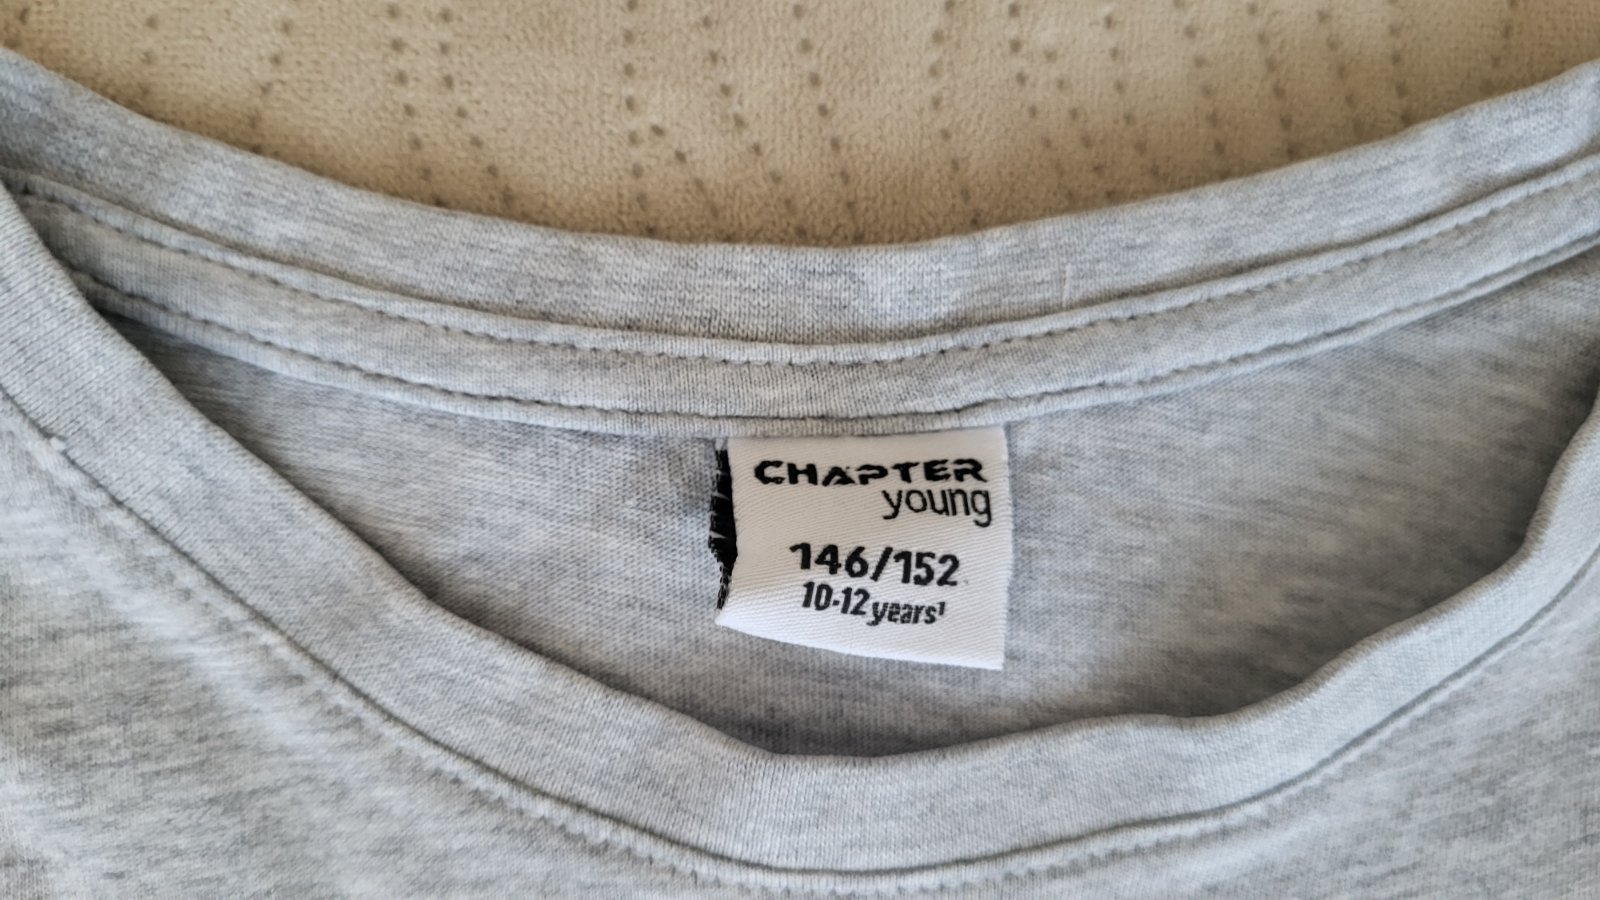 CHAPTER
young
146/152
10-12 years¹